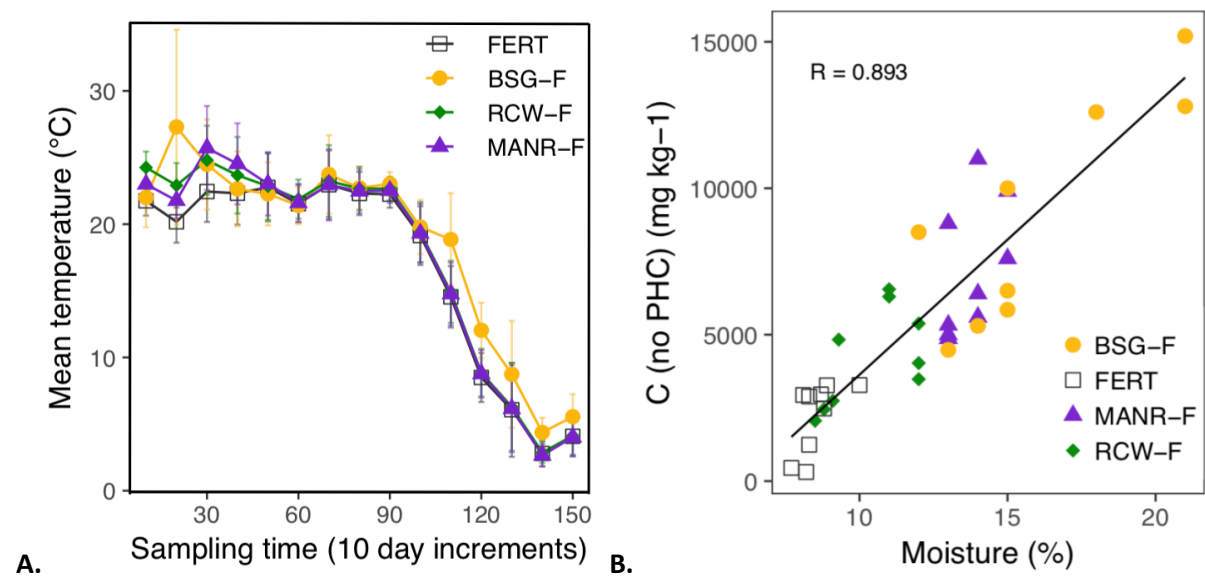 FERT
BSG−F
RCW−F
MANR−F
30
20
10
0
Mean temperature (°C)
30
60
90
120
150
Sampling time (10 day increments)
A.
R = 0.893
15000
10000
5000
0
C (no PHC) (mg kg−1)
BSG−F
FERT
MANR−F
RCW−F
10
15
20
Moisture (%)
B.